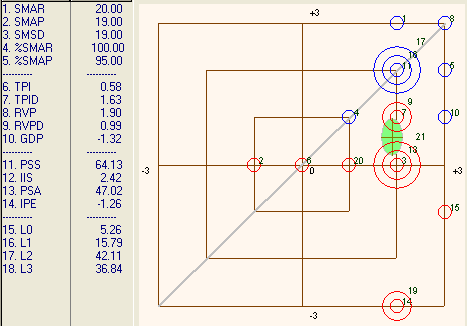 1. SMAR 20.00
2. SMAP 19.00
3. SMSD 19.00
4. %SMAR 100.00
5. %SMAP 95.00
---------- ----------
6. TPI 0.58
7. TPID 1.63
8. RVP 1.90
9. RVPD 0.99
10. GDP -1.32
---------- ----------
11. PSS 64.13
12. IIS 2.42
13. PSA 47.02
14. IPE -1.26
---------- ----------
15. L0 5.26
16. L1 15.79
17. L2 42.11
18. L3 36.84
+3
1
8
17
11
5
9
4
7
10
21
13
-3
2
6
20
3
+3
0
15
19
14
-3